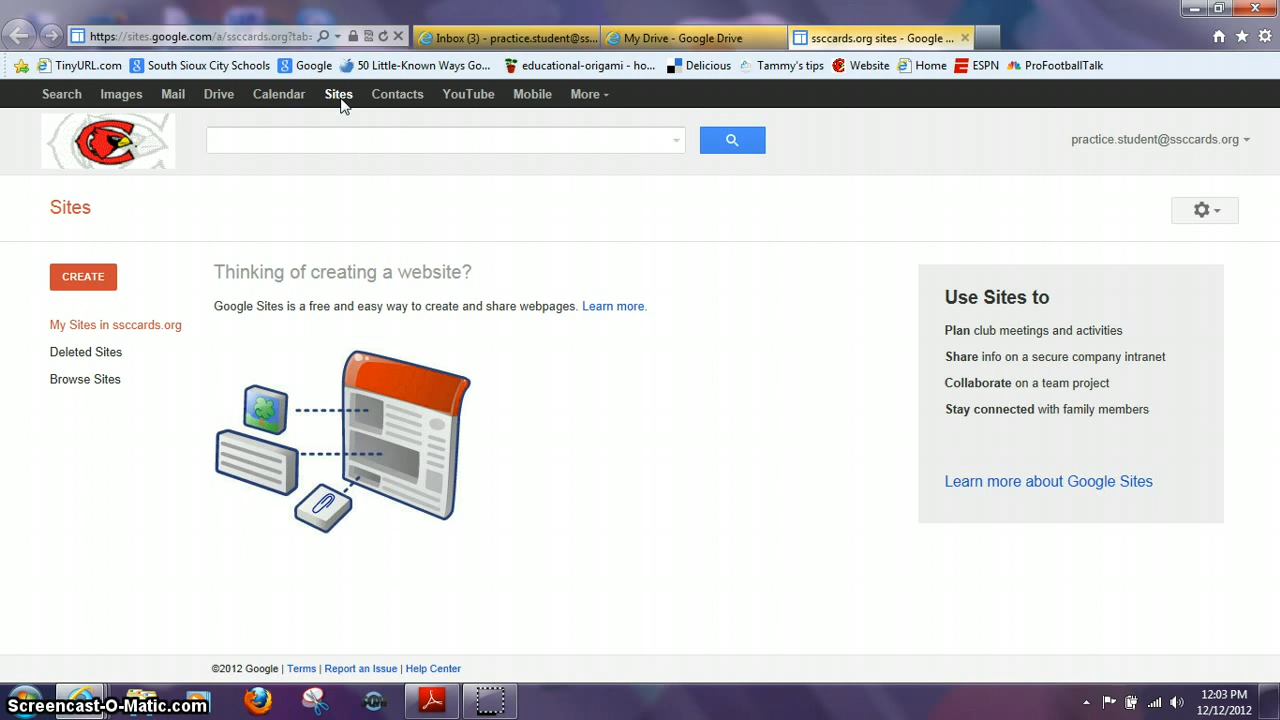 https://sites.google.com/a/ssccards.org?tab=
Inbox (3) - practice.student@ss...
My Drive - Google Drive
ssccards.org sites - Google ...
TinyURL.com
South Sioux City Schools
Google
50 Little-Known Ways Go...
educational-origami - ho...
Delicious
Tammy's tips
Website
Home
ESPN
ProFootballTalk
Search Images Mail Drive Calendar Sites Contacts YouTube Mobile More
practice.student@ssccards.org
Sites
CREATE
My Sites in ssccards.org
Deleted Sites
Browse Sites
Thinking of creating a website?
Google Sites is a free and easy way to create and share webpages. Learn more.
Use Sites to
Plan club meetings and activities
Share info on a secure company intranet
Collaborate on a team project
Stay connected with family members
Learn more about Google Sites
©2012 Google | Terms | Report an Issue | Help Center
Screencast-O-Matic.com
12:03 PM
12/12/2012